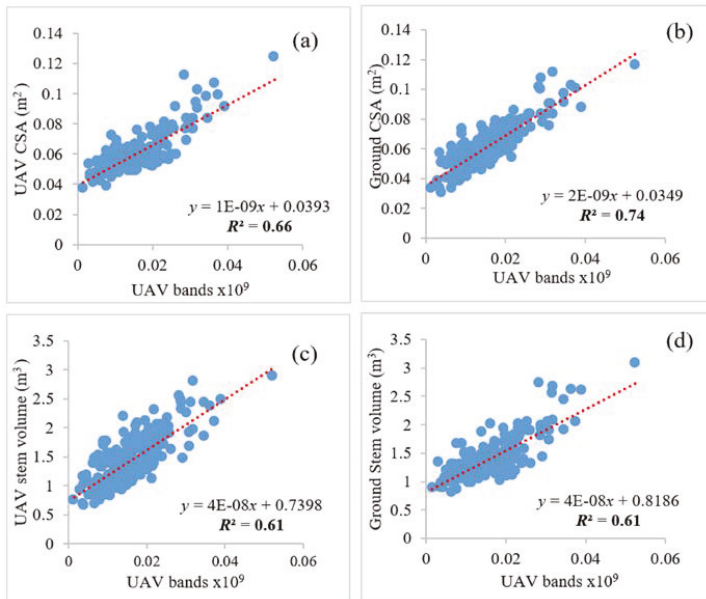 (a)
UAV CSA (m²)
0.14
0.12
0.1
0.08
0.06
0.04
0.02
0
y = 1E-09x + 0.0393
R² = 0.66
0
0.02
0.04
0.06
UAV bands x10⁹
(b)
Ground CSA (m²)
0.14
0.12
0.1
0.08
0.06
0.04
0.02
0
y = 2E-09x + 0.0349
R² = 0.74
0
0.02
0.04
0.06
UAV bands x10⁹
(c)
UAV stem volume (m³)
3.5
3
2.5
2
1.5
1
0.5
0
y = 4E-08x + 0.7398
R² = 0.61
0
0.02
0.04
0.06
UAV bands x10⁹
(d)
Ground Stem volume (m³)
3.5
3
2.5
2
1.5
1
0.5
0
y = 4E-08x + 0.8186
R² = 0.61
0
0.02
0.04
0.06
UAV bands x10⁹